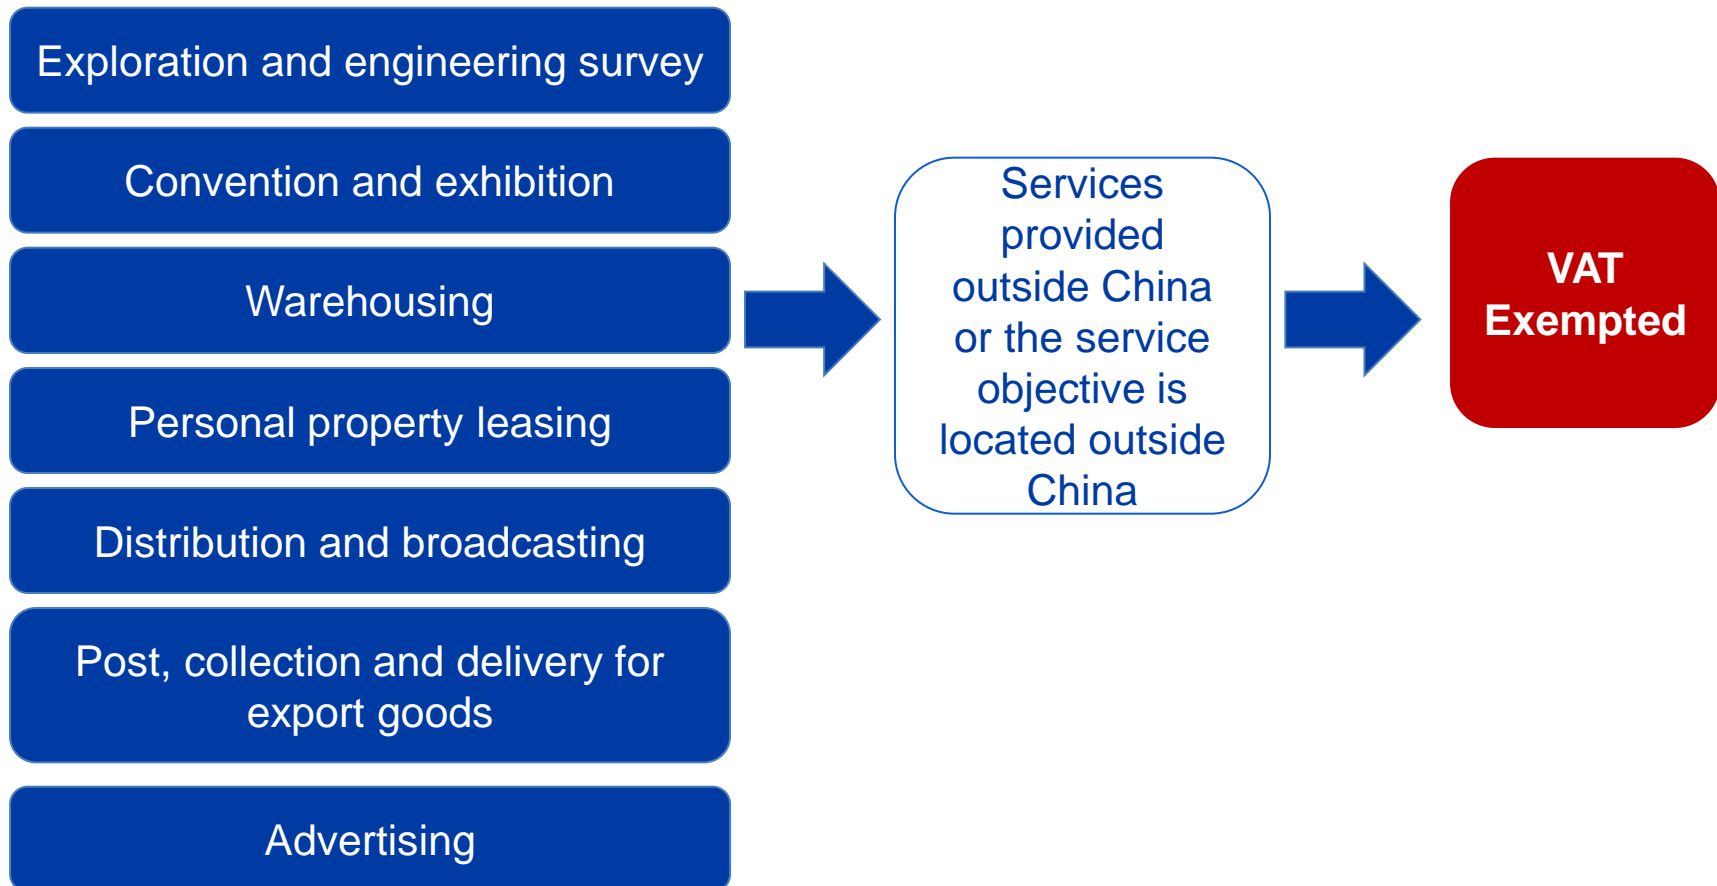 Exploration and engineering survey
Convention and exhibition
Warehousing
Personal property leasing
Distribution and broadcasting
Post, collection and delivery for
export goods
Advertising
Services
provided
outside China
or the service
objective is
located outside
China
VAT
Exempted